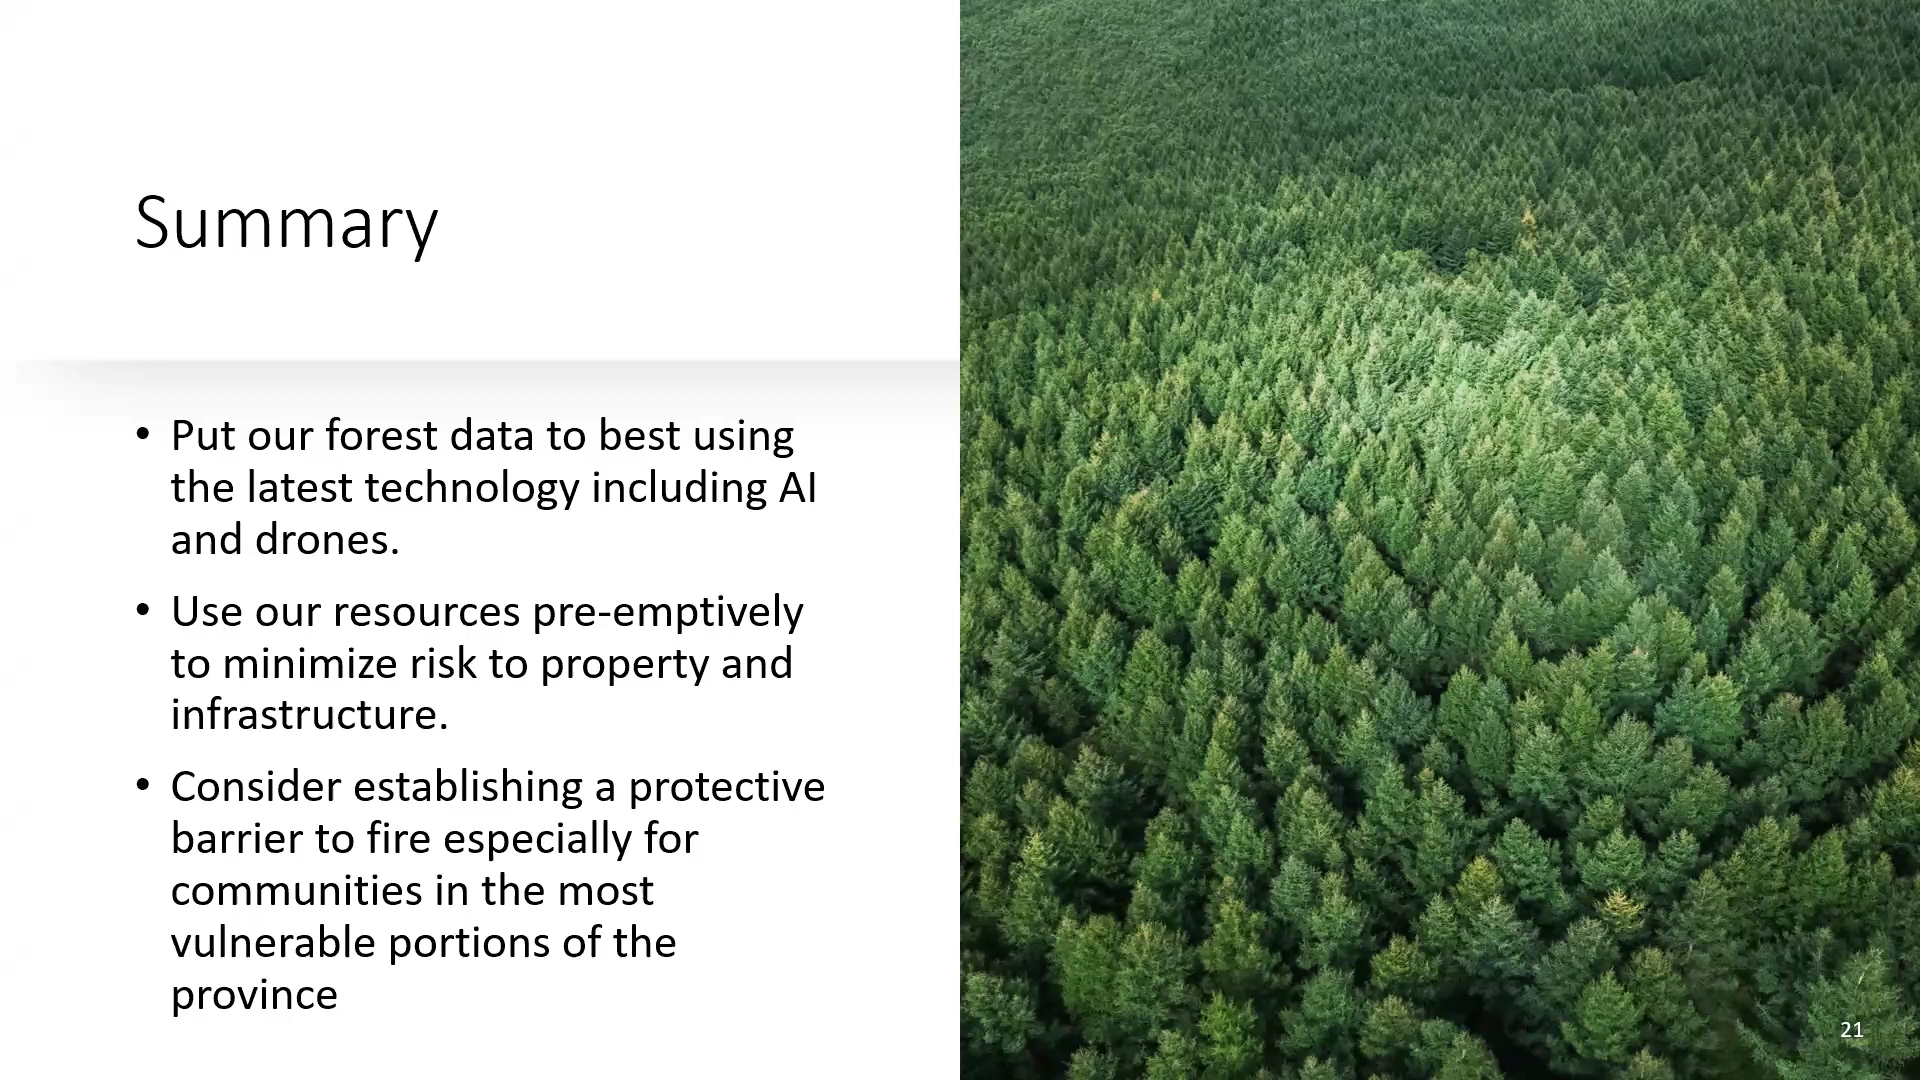 Summary
• Put our forest data to best using
the latest technology including AI
and drones.
• Use our resources pre-emptively
to minimize risk to property and
infrastructure.
• Consider establishing a protective
barrier to fire especially for
communities in the most
vulnerable portions of the
province
21